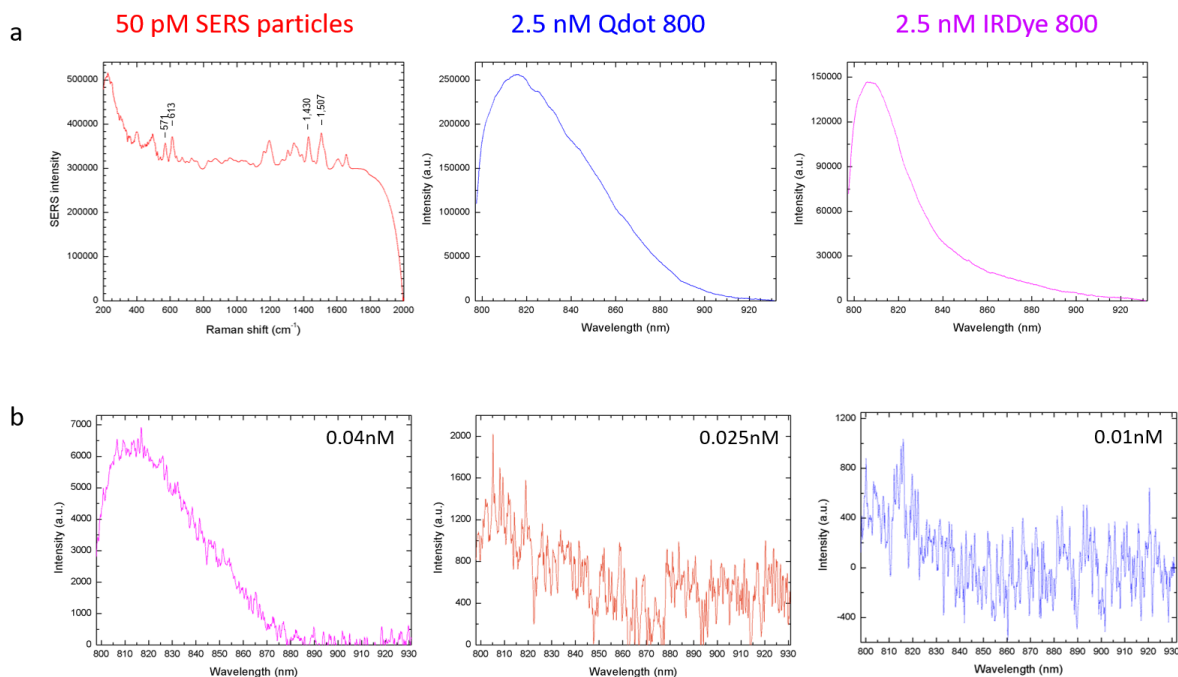 a
50 pM SERS particles
2.5 nM Qdot 800
2.5 nM IRDye 800
SERS intensity
500000
400000
300000
200000
100000
0
571
613
1,430
1,507
200 400 600 800 1000 1200 1400 1600 1800 2000
Raman shift (cm-1)
Intensity (a.u.)
250000
200000
150000
100000
50000
0
800 820 840 860 880 900 920
Wavelength (nm)
Intensity (a.u.)
150000
120000
90000
60000
30000
0
800 820 840 860 880 900 920
Wavelength (nm)
b
0.04nM
Intensity (a.u.)
7000
6000
5000
4000
3000
2000
1000
0
800 810 820 830 840 850 860 870 880 890 900 910 920 930
Wavelength (nm)
0.025nM
Intensity (a.u.)
2000
1600
1200
800
400
0
800 810 820 830 840 850 860 870 880 890 900 910 920 930
Wavelength (nm)
0.01nM
Intensity (a.u.)
1200
800
400
0
-400
800 810 820 830 840 850 860 870 880 890 900 910 920 930
Wavelength (nm)